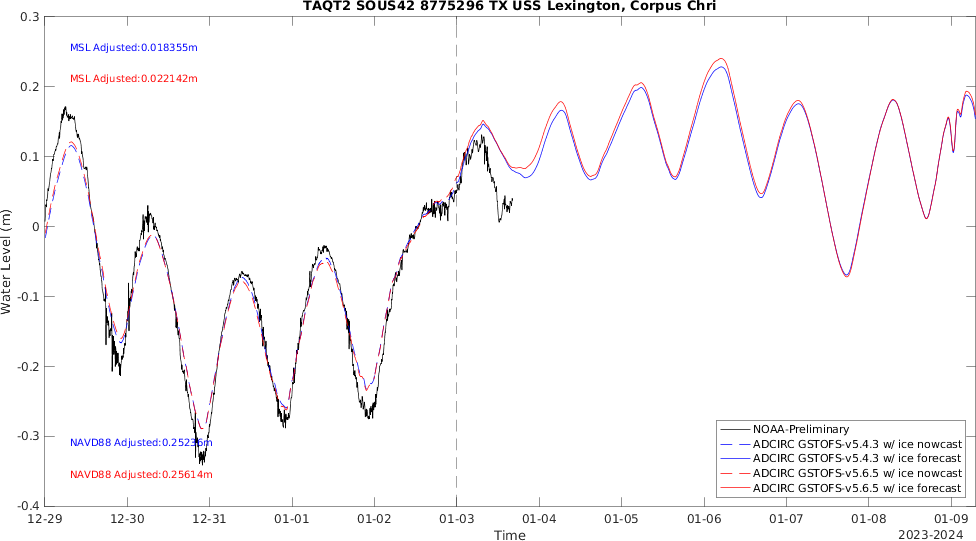 TAQT2 SOUS42 8775296 TX USS Lexington, Corpus Chri
0.3
0.2
0.1
0
-0.1
-0.2
-0.3
-0.4
Water Level (m)
MSL Adjusted:0.018355m
MSL Adjusted:0.022142m
NAVD88 Adjusted:0.25236m
NAVD88 Adjusted:0.25614m
NOAA-Preliminary
ADCIRC GSTOFS-v5.4.3 w/ ice nowcast
ADCIRC GSTOFS-v5.4.3 w/ ice forecast
ADCIRC GSTOFS-v5.6.5 w/ ice nowcast
ADCIRC GSTOFS-v5.6.5 w/ ice forecast
12-29 12-30 12-31 01-01 01-02 01-03 01-04 01-05 01-06 01-07 01-08 01-09
Time
2023-2024